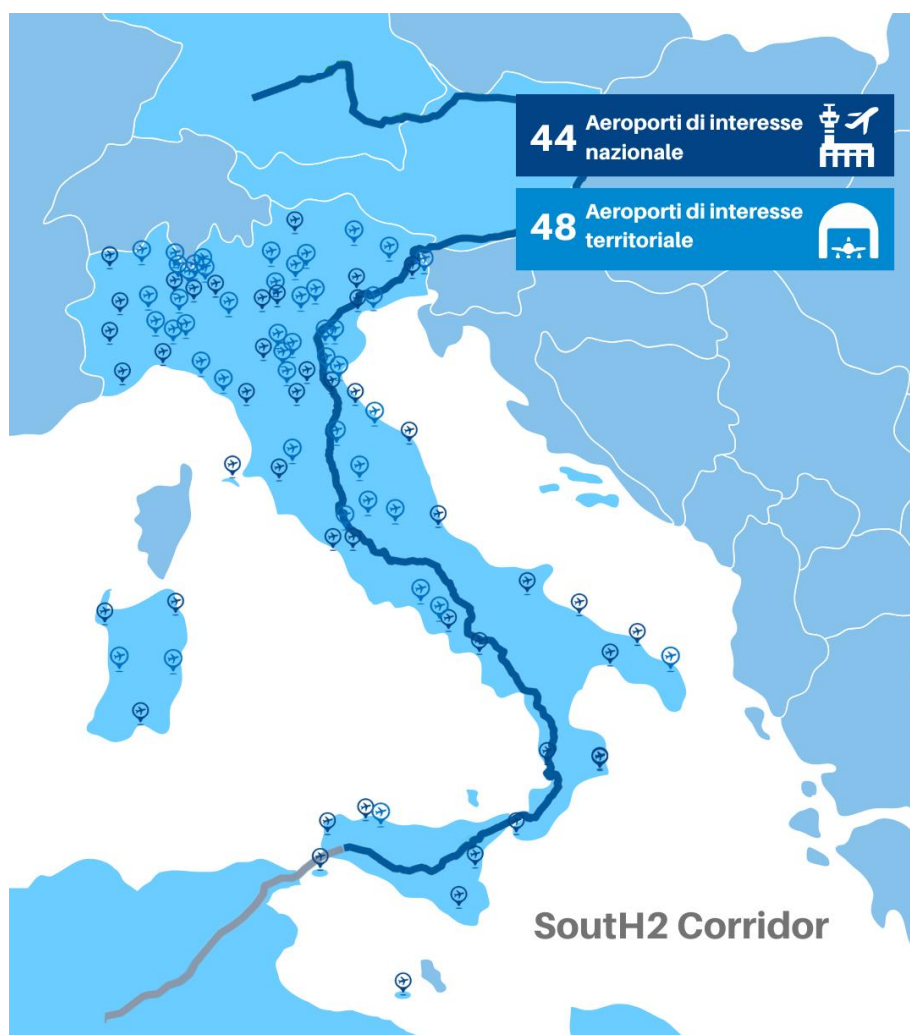 44 Aeroporti di interesse
nazionale
48 Aeroporti di interesse
territoriale
SoutH2 Corridor